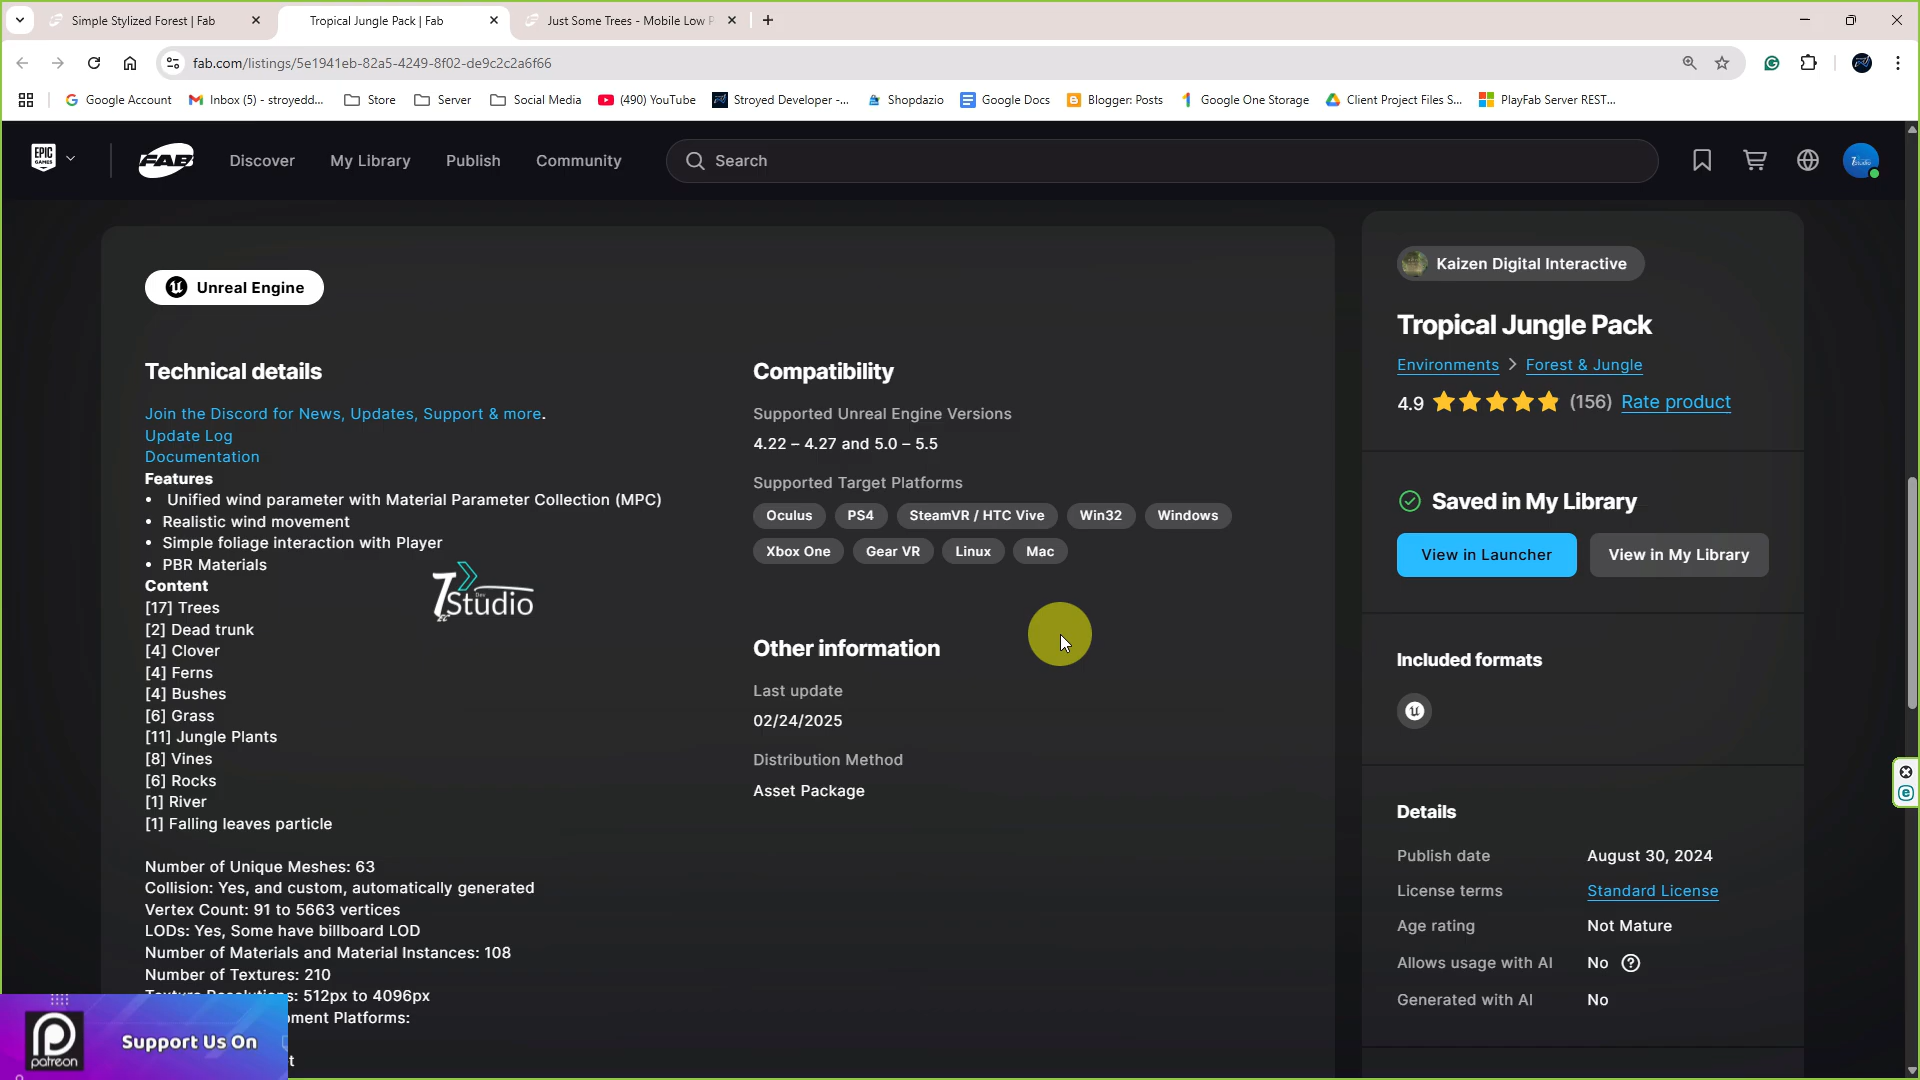 Simple Stylized Forest | Fab
Tropical Jungle Pack | Fab
Just Some Trees - Mobile Low P
fab.com/listings/5e1941eb-82a5-4249-8f02-de9c2c2a6f66
Google Account
Inbox (5) - stroyedd...
Store
Server
Social Media
(490) YouTube
Stroyed Developer -...
Shopdazio
Google Docs
Blogger: Posts
Google One Storage
Client Project Files S...
PlayFab Server REST...
EPIC GAMES
FAB
Discover
My Library
Publish
Community
Search
Unreal Engine
Technical details
Join the Discord for News, Updates, Support & more.
Update Log
Documentation
Features
• Unified wind parameter with Material Parameter Collection (MPC)
• Realistic wind movement
• Simple foliage interaction with Player
• PBR Materials
Content
[17] Trees
[2] Dead trunk
[4] Clover
[4] Ferns
[4] Bushes
[6] Grass
[11] Jungle Plants
[8] Vines
[6] Rocks
[1] River
[1] Falling leaves particle
Number of Unique Meshes: 63
Collision: Yes, and custom, automatically generated
Vertex Count: 91 to 5663 vertices
LODs: Yes, Some have billboard LOD
Number of Materials and Material Instances: 108
Number of Textures: 210
: 512px to 4096px
ment Platforms:
t
Studio
Dev
Compatibility
Supported Unreal Engine Versions
4.22 – 4.27 and 5.0 – 5.5
Supported Target Platforms
Oculus
PS4
SteamVR / HTC Vive
Win32
Windows
Xbox One
Gear VR
Linux
Mac
Other information
Last update
02/24/2025
Distribution Method
Asset Package
Kaizen Digital Interactive
Tropical Jungle Pack
Environments > Forest & Jungle
4.9 (156) Rate product
Saved in My Library
View in Launcher
View in My Library
Included formats
Details
Publish date August 30, 2024
License terms Standard License
Age rating Not Mature
Allows usage with AI No
Generated with AI No
patreon
Support Us On